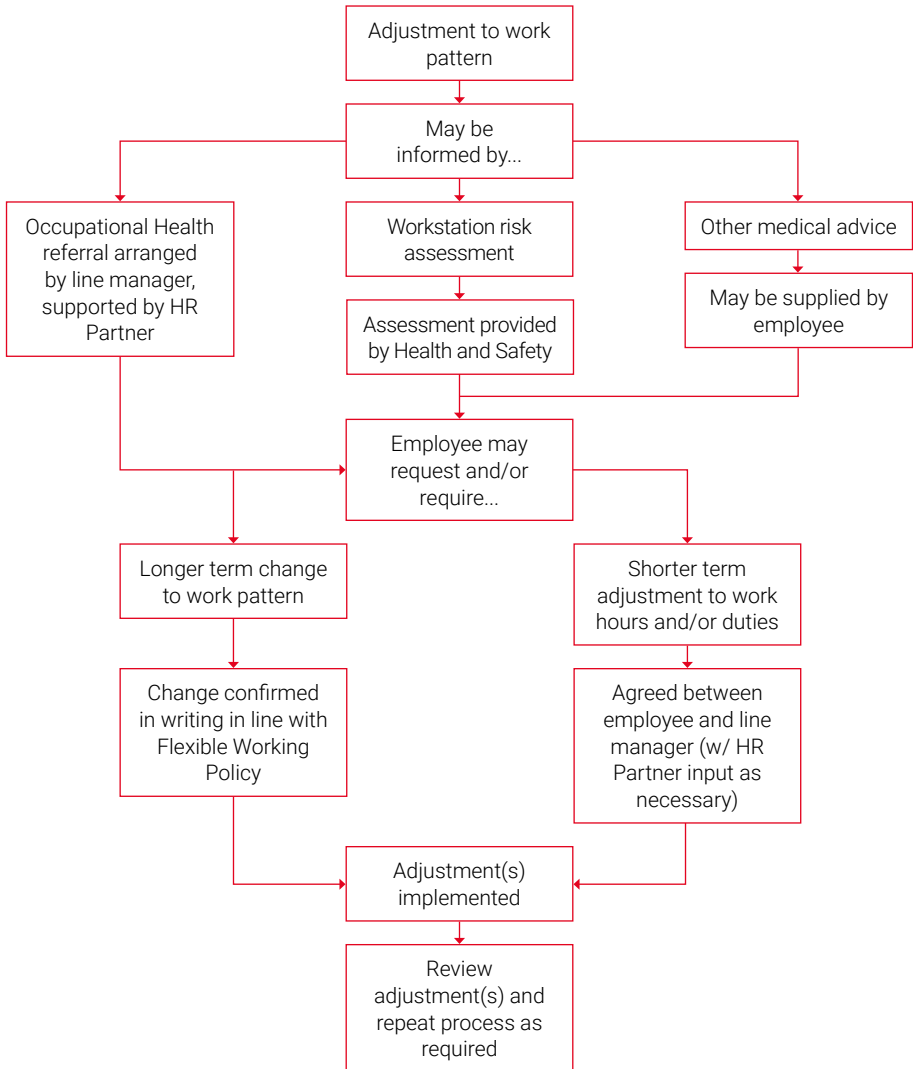 Adjustment to work
pattern
May be
informed by...
Occupational Health
referral arranged
by line manager,
supported by HR
Partner
Workstation risk
assessment
Assessment provided
by Health and Safety
Other medical advice
May be supplied by
employee
Employee may
request and/or
require...
Longer term change
to work pattern
Change confirmed
in writing in line with
Flexible Working
Policy
Shorter term
adjustment to work
hours and/or duties
Agreed between
employee and line
manager (w/ HR
Partner input as
necessary)
Adjustment(s)
implemented
Review
adjustment(s) and
repeat process as
required